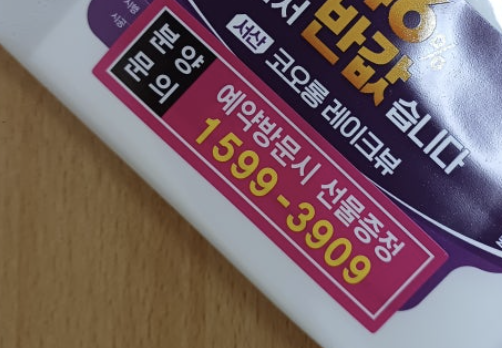 반값
습니다
서산 코오롱 레이크뷰
분양
문의
예약방문시 선물증정
1599-3909